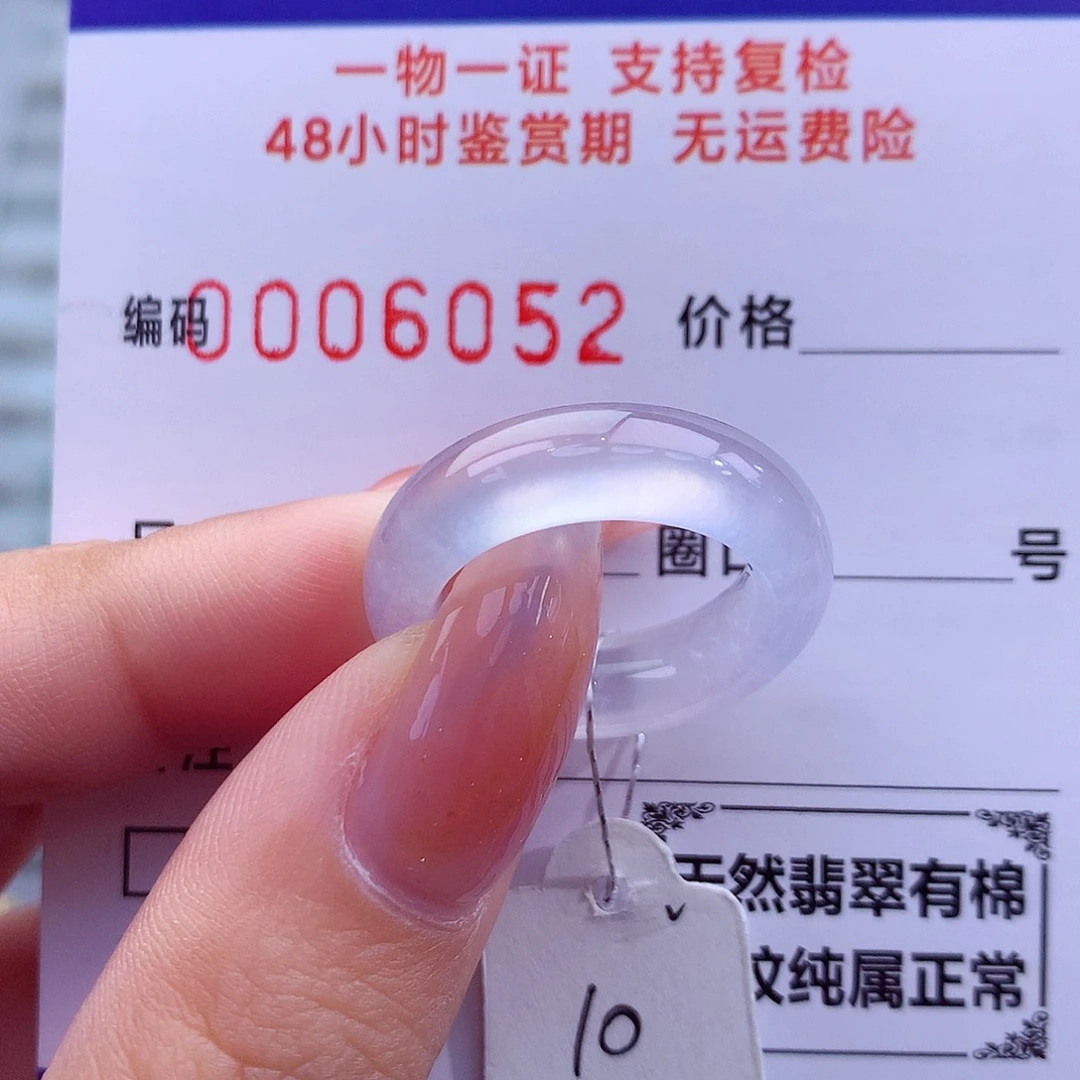 一物一证 支持复检
48小时鉴赏期 无运费险
编码0006052 价格
圈口 号
注
天然翡翠有棉
纹纯属正常
10